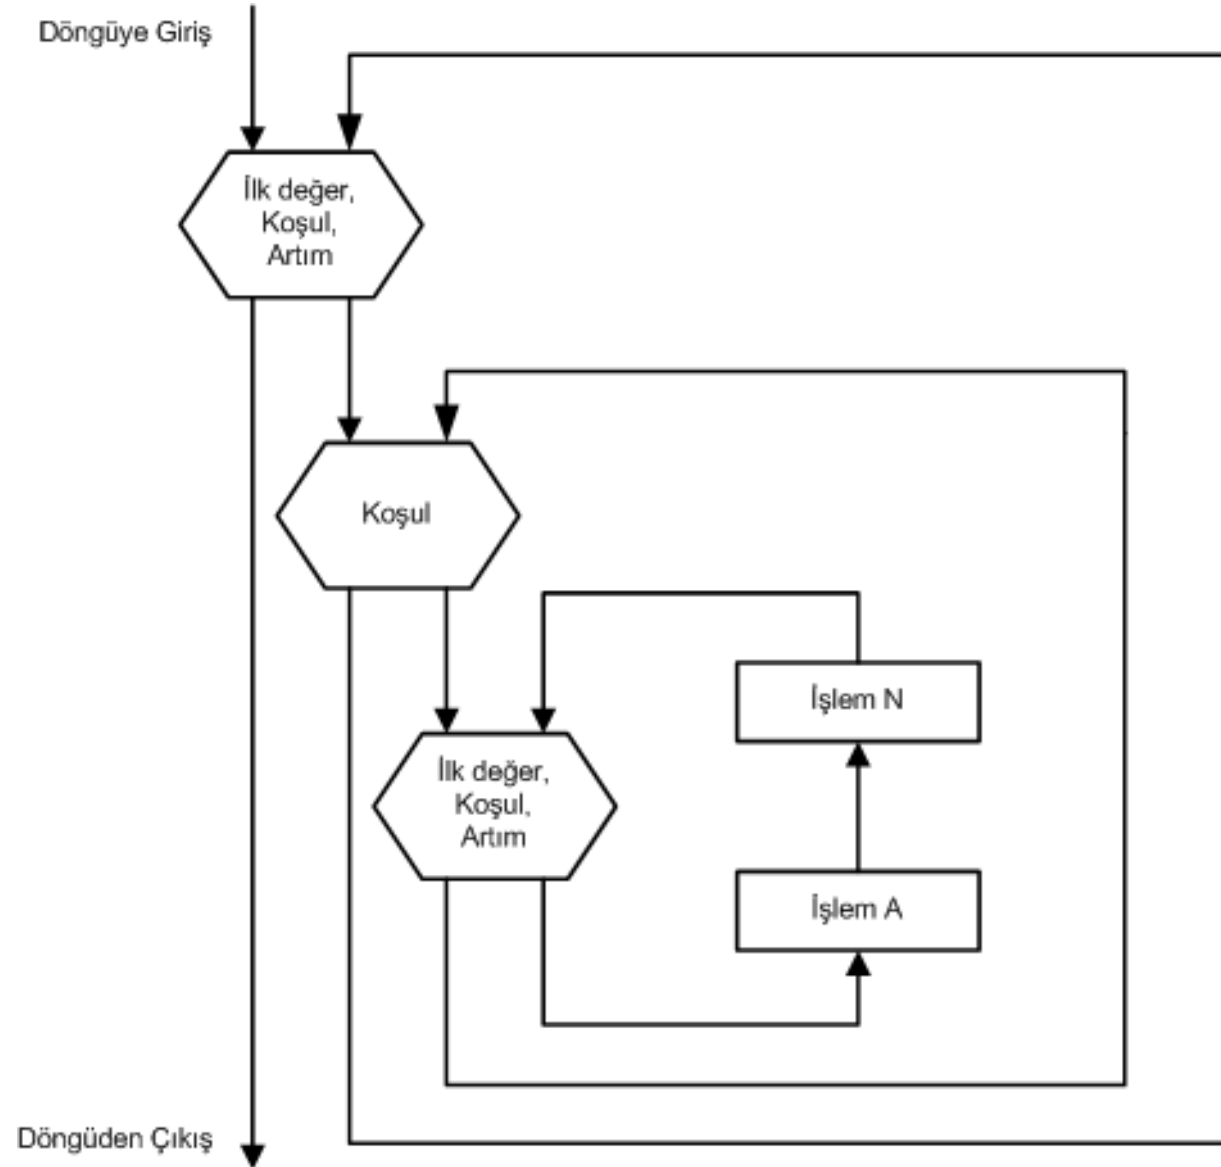 Döngüye Giriş
İlk değer,
Koşul,
Artım
Koşul
İşlem N
İlk değer,
Koşul,
Artım
İşlem A
Döngüden Çıkış